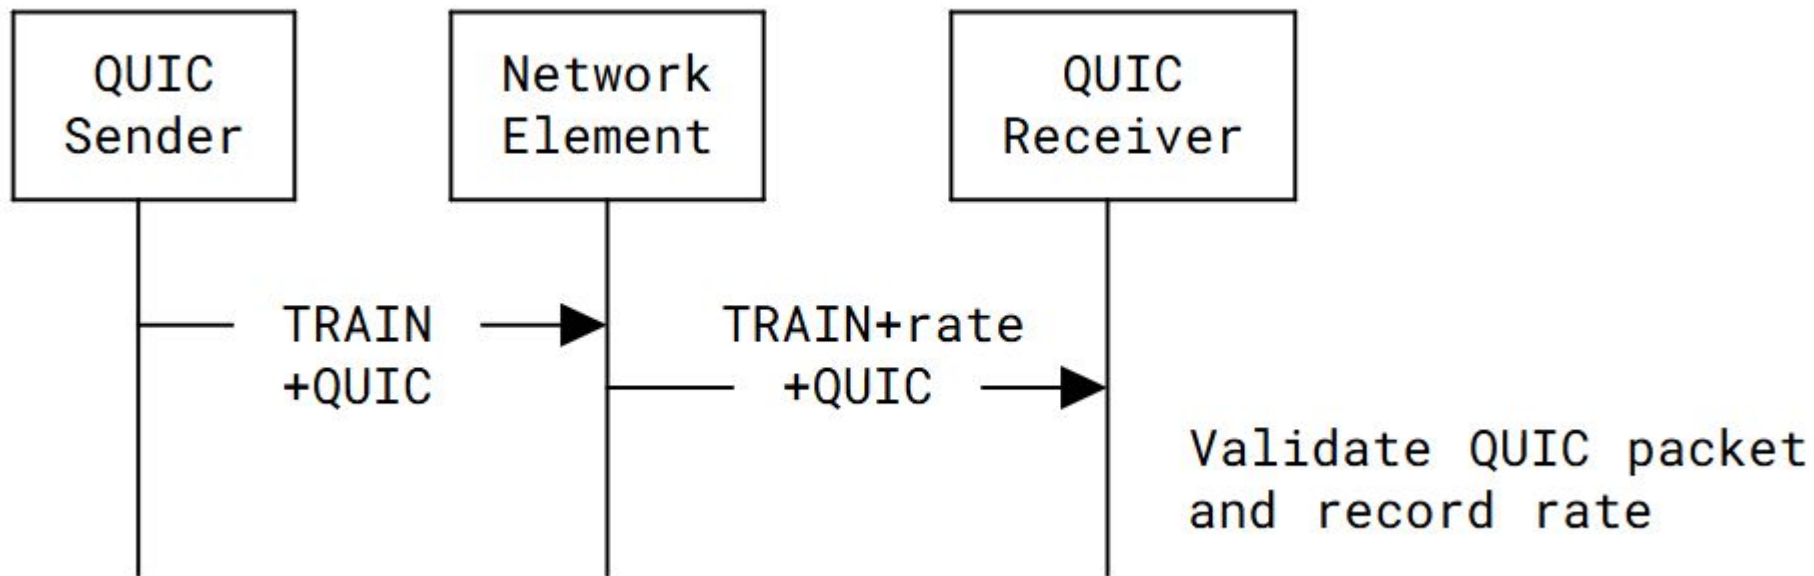 QUIC
Sender
Network
Element
QUIC
Receiver
TRAIN
+QUIC
TRAIN+rate
+QUIC
Validate QUIC packet
and record rate